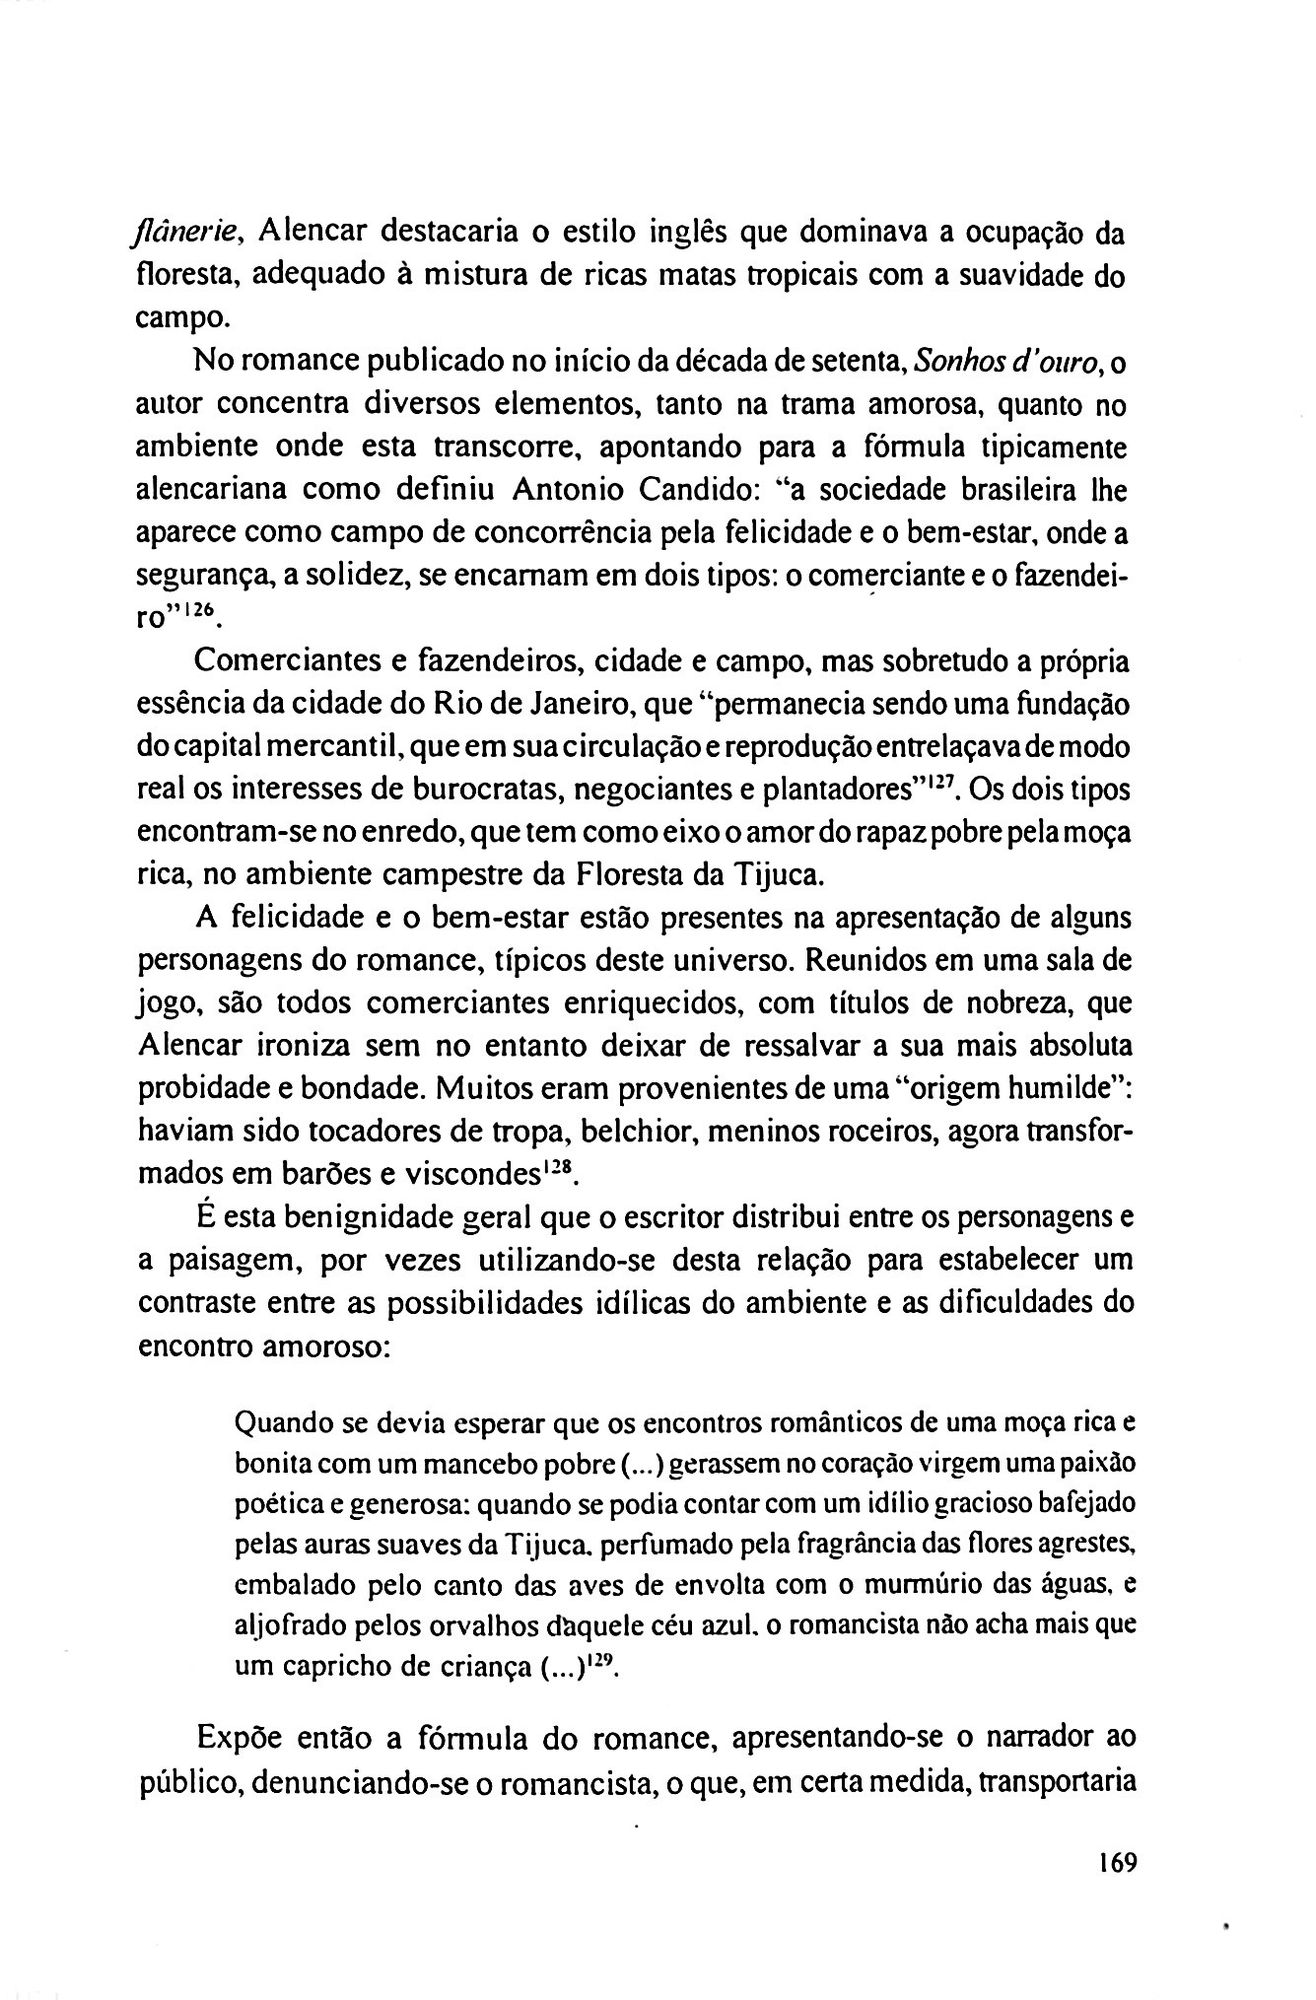 flânerie, Alencar destacaria o estilo inglês que dominava a ocupação da
floresta, adequado à mistura de ricas matas tropicais com a suavidade do
campo.
No romance publicado no início da década de setenta, Sonhos d'ouro, o
autor concentra diversos elementos, tanto na trama amorosa, quanto no
ambiente onde esta transcorre, apontando para a fórmula tipicamente
alencariana como definiu Antonio Candido: “a sociedade brasileira lhe
aparece como campo de concorrência pela felicidade e o bem-estar, onde a
segurança, a solidez, se encarnam em dois tipos: o comerciante e o fazendei-
ro”¹²⁶.
Comerciantes e fazendeiros, cidade e campo, mas sobretudo a própria
essência da cidade do Rio de Janeiro, que “permanecia sendo uma fundação
do capital mercantil, que em sua circulação e reprodução entrelaçava de modo
real os interesses de burocratas, negociantes e plantadores”¹²⁷. Os dois tipos
encontram-se no enredo, que tem como eixo o amor do rapaz pobre pela moça
rica, no ambiente campestre da Floresta da Tijuca.
A felicidade e o bem-estar estão presentes na apresentação de alguns
personagens do romance, típicos deste universo. Reunidos em uma sala de
jogo, são todos comerciantes enriquecidos, com títulos de nobreza, que
Alencar ironiza sem no entanto deixar de ressalvar a sua mais absoluta
probidade e bondade. Muitos eram provenientes de uma “origem humilde”:
haviam sido tocadores de tropa, belchior, meninos roceiros, agora transfor-
mados em barões e viscondes¹²⁸.
É esta benignidade geral que o escritor distribui entre os personagens e
a paisagem, por vezes utilizando-se desta relação para estabelecer um
contraste entre as possibilidades idílicas do ambiente e as dificuldades do
encontro amoroso:
Quando se devia esperar que os encontros românticos de uma moça rica e
bonita com um mancebo pobre (...) gerassem no coração virgem uma paixão
poética e generosa: quando se podia contar com um idílio gracioso bafejado
pelas auras suaves da Tijuca, perfumado pela fragrância das flores agrestes,
embalado pelo canto das aves de envolta com o murmúrio das águas, e
aljofrado pelos orvalhos d'aquele céu azul, o romancista não acha mais que
um capricho de criança (...)¹²⁹.
Expõe então a fórmula do romance, apresentando-se o narrador ao
público, denunciando-se o romancista, o que, em certa medida, transportaria
169